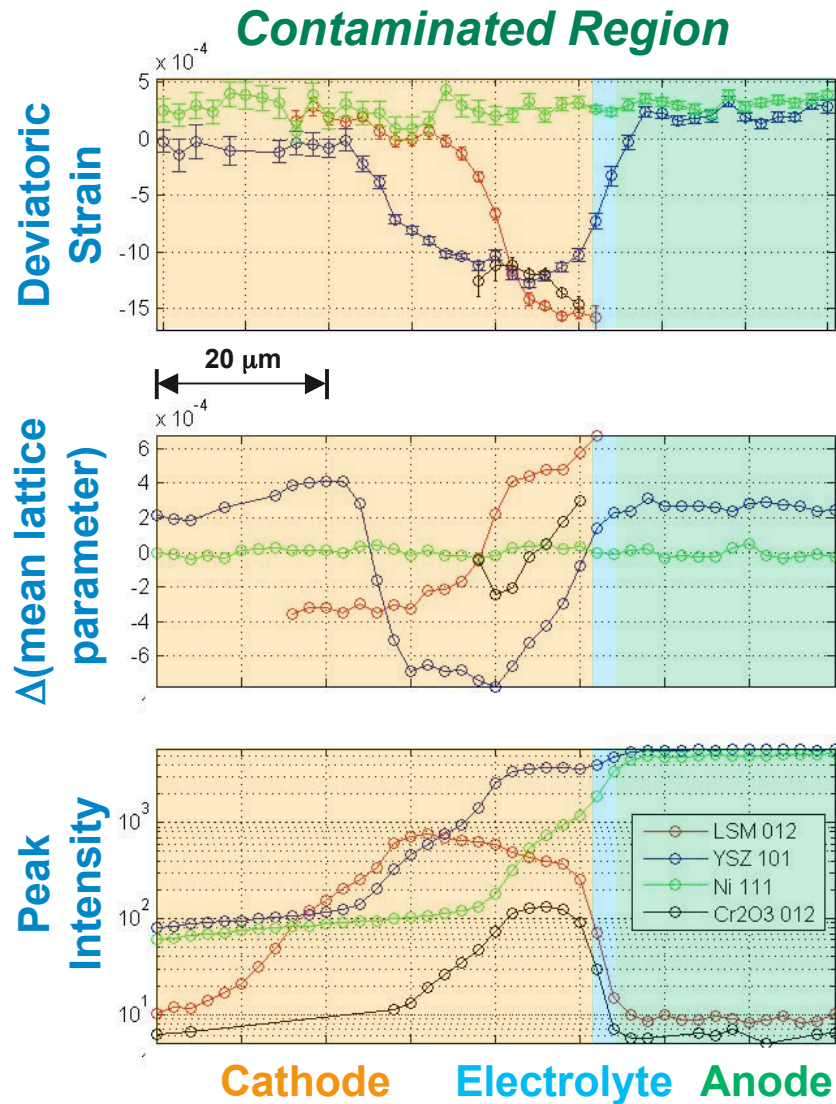 Contaminated Region
x 10⁻⁴
5
0
-5
-10
-15
Deviatoric
Strain
20 μm
x 10⁻⁴
6
4
2
0
-2
-4
-6
Δ(mean lattice
parameter)
10³
10²
10¹
Peak
Intensity
LSM 012
YSZ 101
Ni 111
Cr2O3 012
Cathode Electrolyte Anode